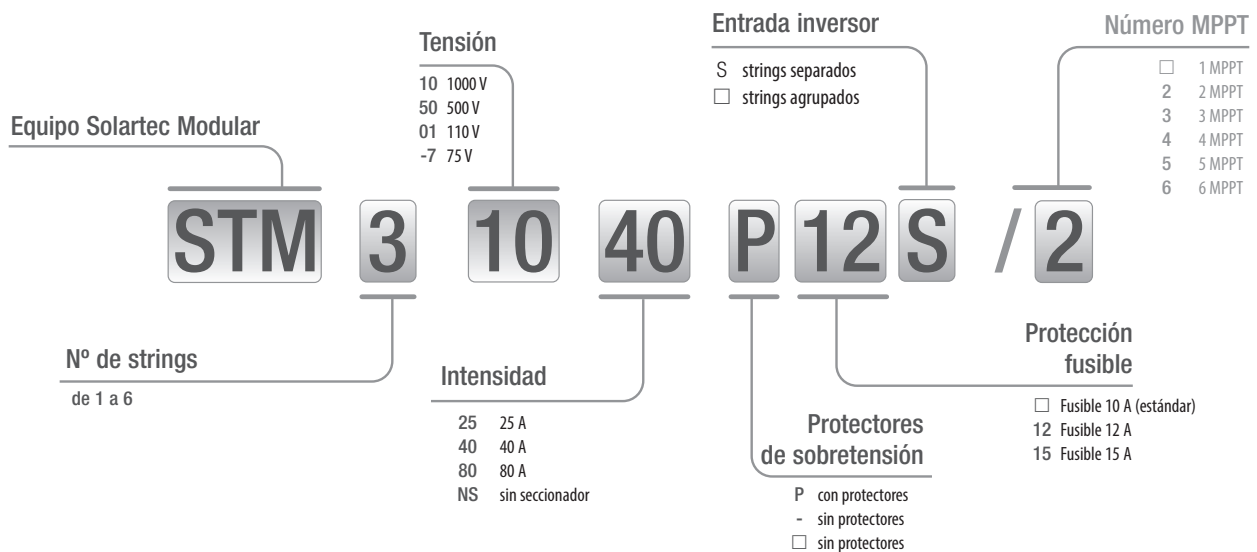 Equipo Solartec Modular
Tensión
10 1000 V
50 500 V
01 110 V
-7 75 V
Entrada inversor
S strings separados
□ strings agrupados
Número MPPT
□ 1 MPPT
2 2 MPPT
3 3 MPPT
4 4 MPPT
5 5 MPPT
6 6 MPPT
STM 3 10 40 P 12 S / 2
Nº de strings
de 1 a 6
Intensidad
25 25 A
40 40 A
80 80 A
NS sin seccionador
Protectores
de sobretensión
P con protectores
- sin protectores
□ sin protectores
Protección
fusible
□ Fusible 10 A (estándar)
12 Fusible 12 A
15 Fusible 15 A